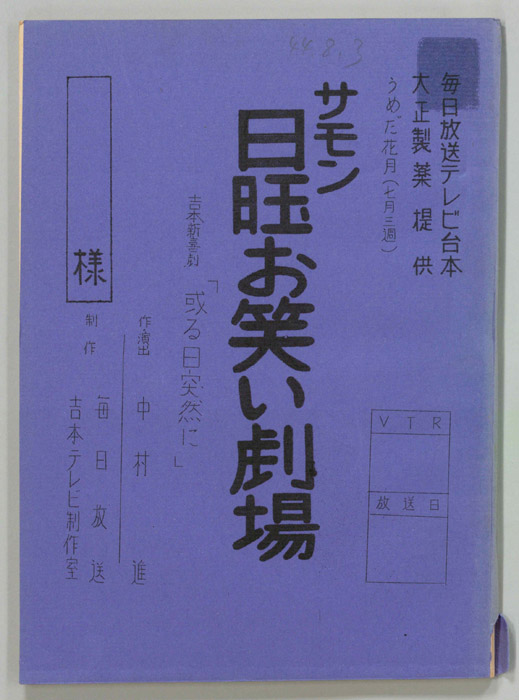 44.8.3
毎日放送テレビ台本
大正製薬提供
うめだ花月(七月三週)
サモン
日旺お笑い劇場
吉本新喜劇
「或る日突然に」
作・演出 中村 進
制作 毎日放送
吉本テレビ制作室
様
VTR
放送日